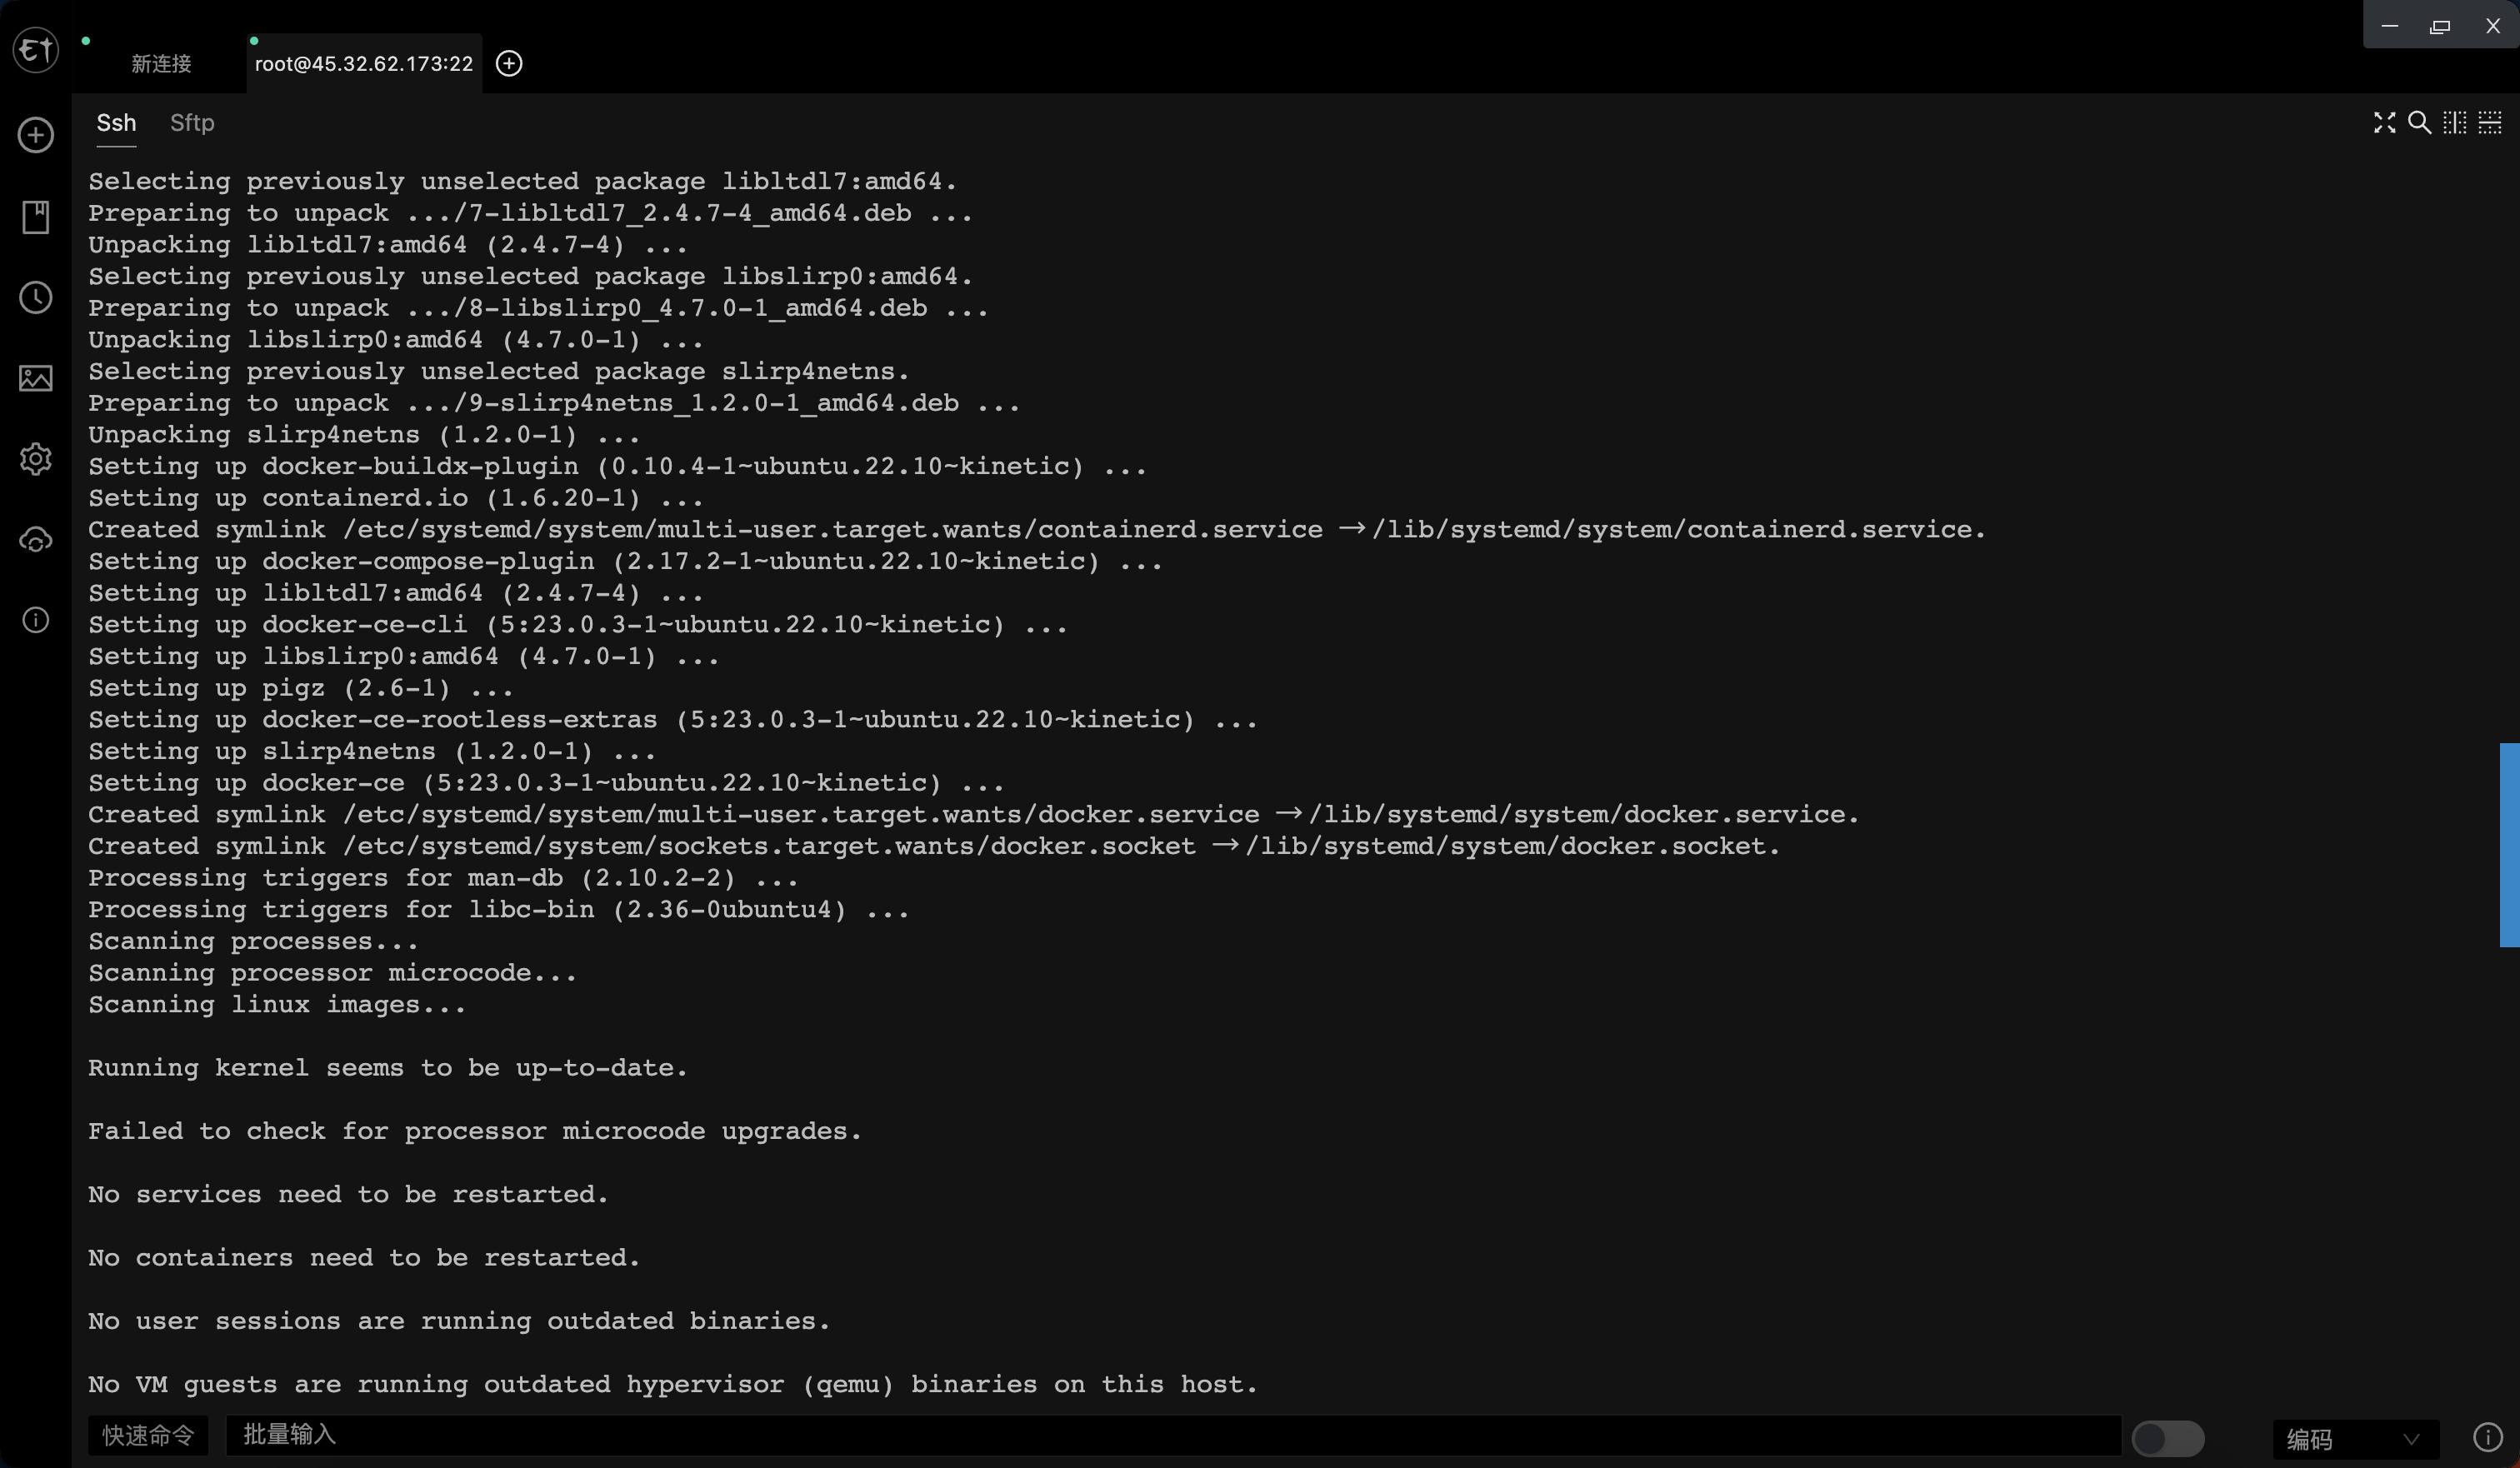 新连接
root@45.32.62.173:22
Ssh Sftp
Selecting previously unselected package libltdl7:amd64.
Preparing to unpack .../7-libltdl7_2.4.7-4_amd64.deb ...
Unpacking libltdl7:amd64 (2.4.7-4) ...
Selecting previously unselected package libslirp0:amd64.
Preparing to unpack .../8-libslirp0_4.7.0-1_amd64.deb ...
Unpacking libslirp0:amd64 (4.7.0-1) ...
Selecting previously unselected package slirp4netns.
Preparing to unpack .../9-slirp4netns_1.2.0-1_amd64.deb ...
Unpacking slirp4netns (1.2.0-1) ...
Setting up docker-buildx-plugin (0.10.4-1~ubuntu.22.10~kinetic) ...
Setting up containerd.io (1.6.20-1) ...
Created symlink /etc/systemd/system/multi-user.target.wants/containerd.service → /lib/systemd/system/containerd.service.
Setting up docker-compose-plugin (2.17.2-1~ubuntu.22.10~kinetic) ...
Setting up libltdl7:amd64 (2.4.7-4) ...
Setting up docker-ce-cli (5:23.0.3-1~ubuntu.22.10~kinetic) ...
Setting up libslirp0:amd64 (4.7.0-1) ...
Setting up pigz (2.6-1) ...
Setting up docker-ce-rootless-extras (5:23.0.3-1~ubuntu.22.10~kinetic) ...
Setting up slirp4netns (1.2.0-1) ...
Setting up docker-ce (5:23.0.3-1~ubuntu.22.10~kinetic) ...
Created symlink /etc/systemd/system/multi-user.target.wants/docker.service → /lib/systemd/system/docker.service.
Created symlink /etc/systemd/system/sockets.target.wants/docker.socket → /lib/systemd/system/docker.socket.
Processing triggers for man-db (2.10.2-2) ...
Processing triggers for libc-bin (2.36-0ubuntu4) ...
Scanning processes...
Scanning processor microcode...
Scanning linux images...
Running kernel seems to be up-to-date.
Failed to check for processor microcode upgrades.
No services need to be restarted.
No containers need to be restarted.
No user sessions are running outdated binaries.
No VM guests are running outdated hypervisor (qemu) binaries on this host.
快速命令 批量输入 编码